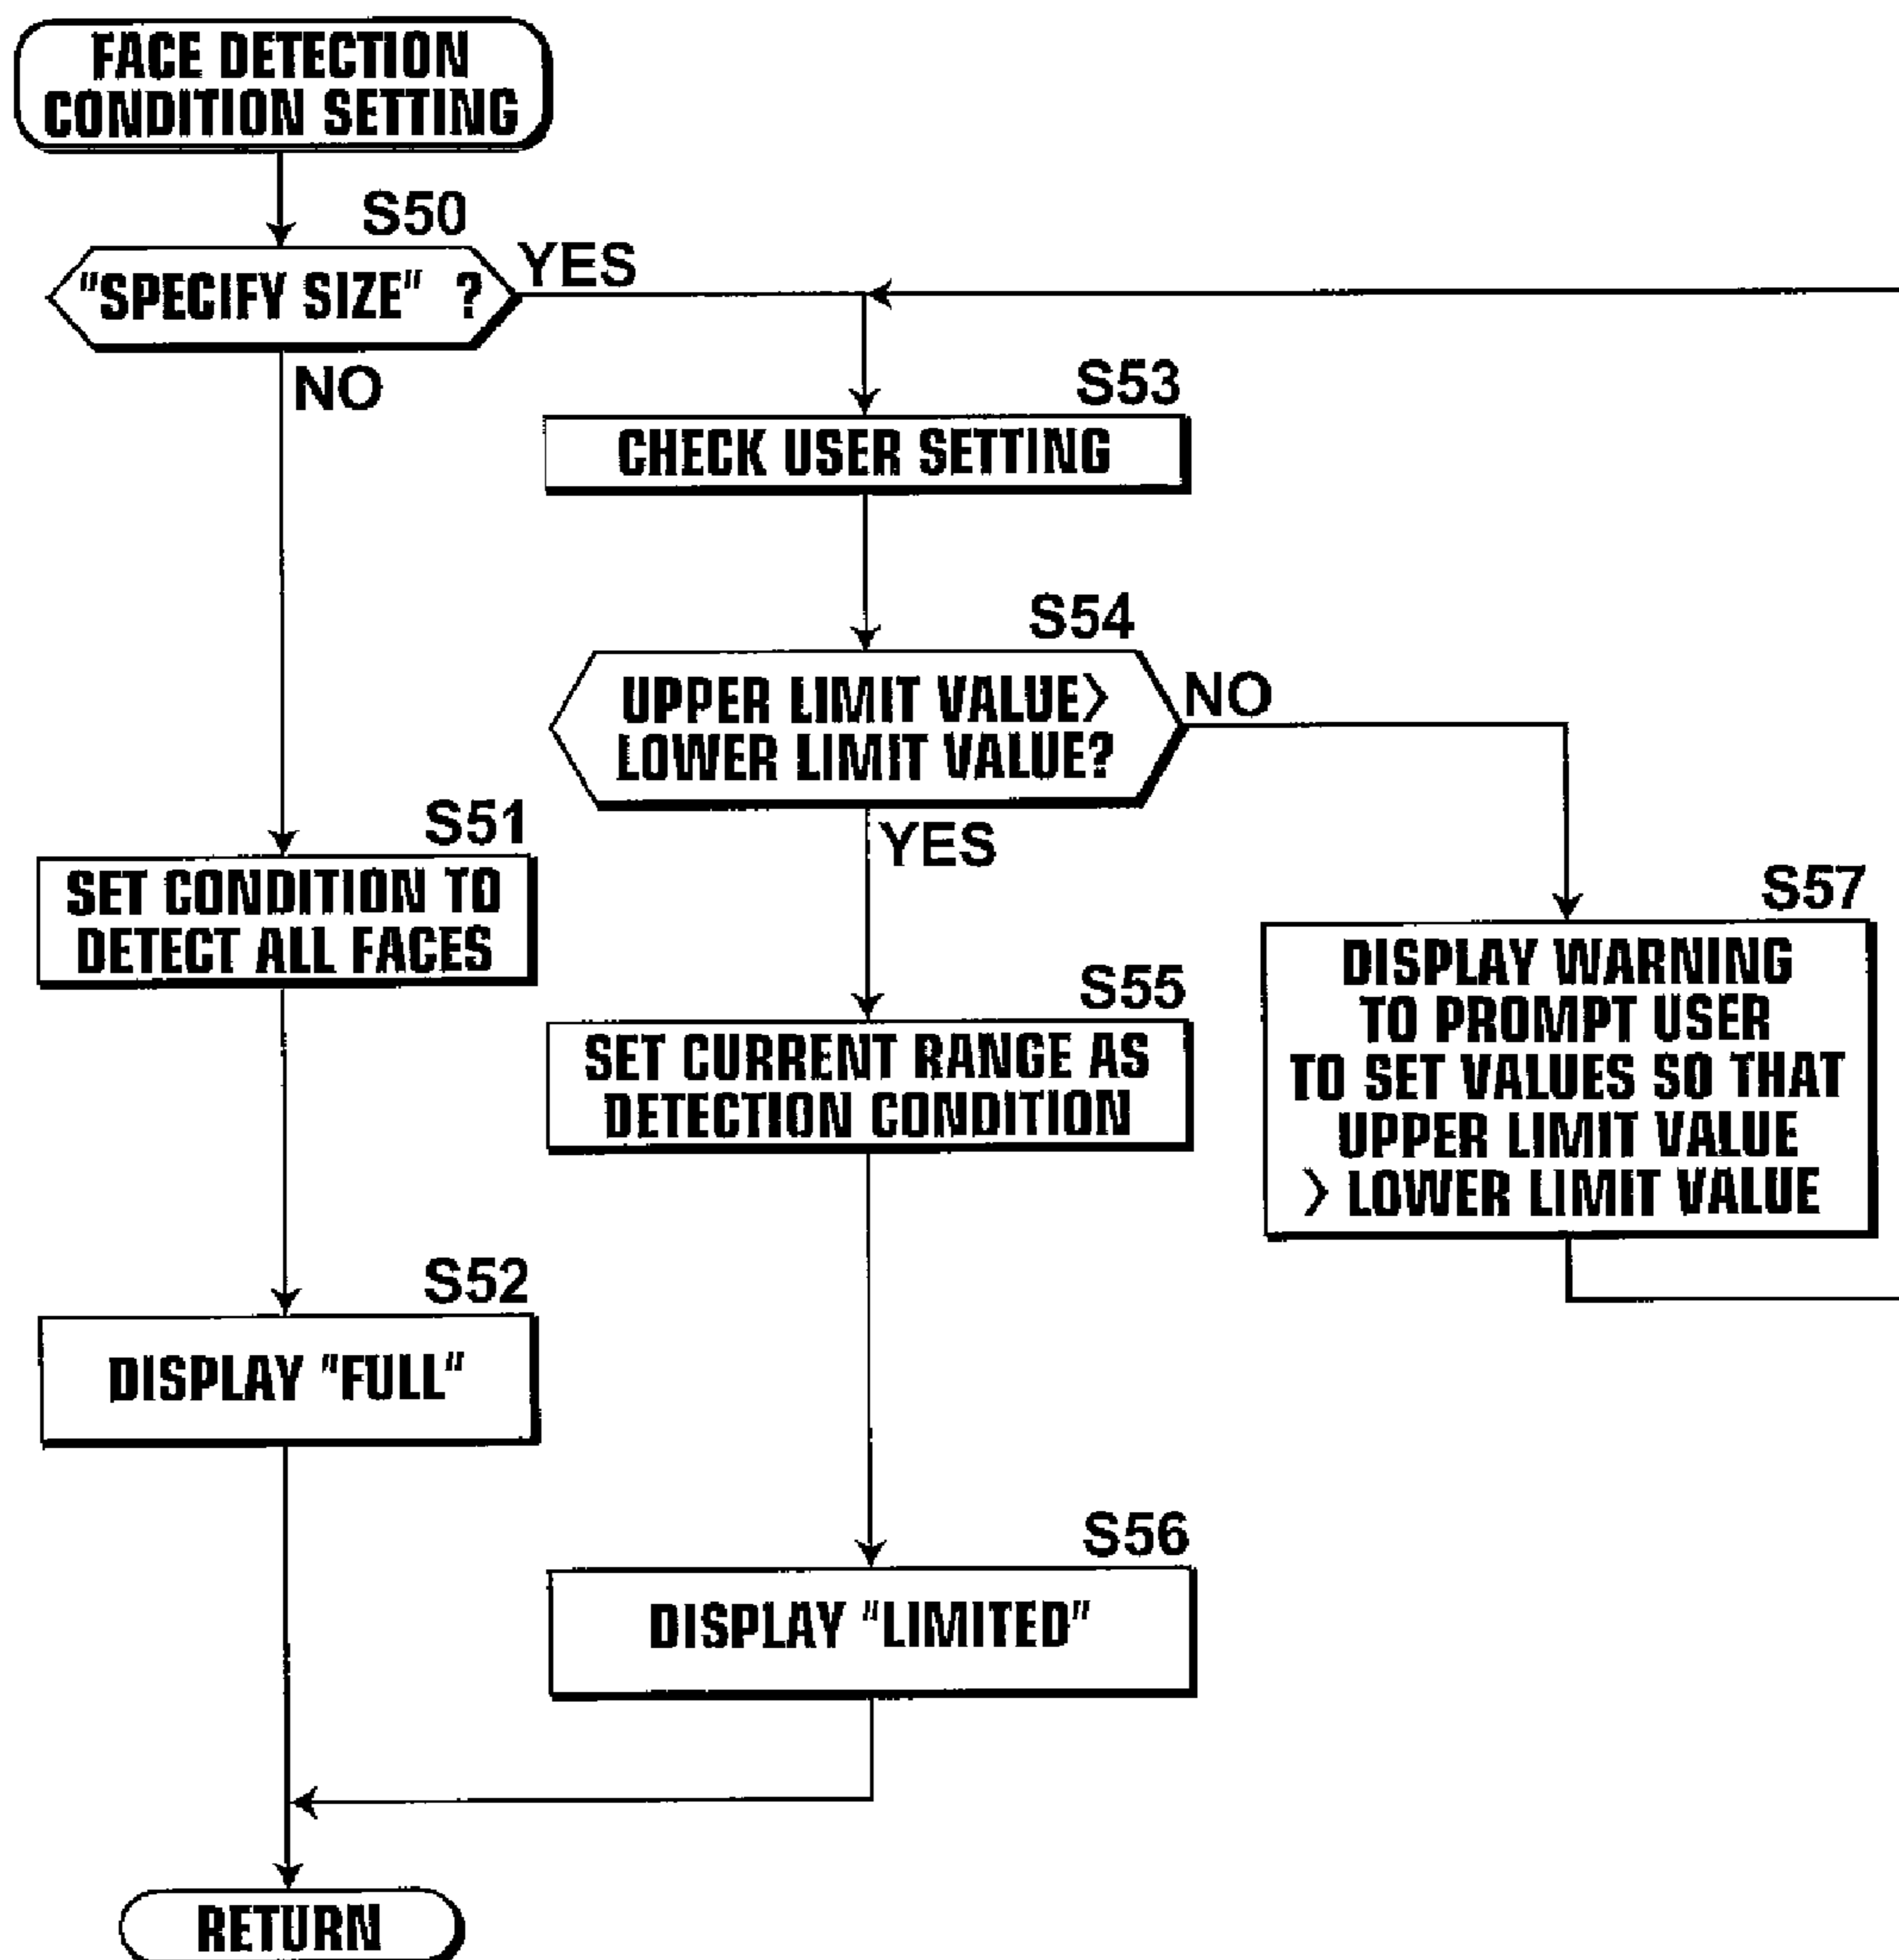 FACE DETECTION
CONDITION SETTING
S50
"SPECIFY SIZE" ?
YES
NO
S53
CHECK USER SETTING
S54
UPPER LIMIT VALUE>
LOWER LIMIT VALUE?
NO
YES
S51
SET CONDITION TO
DETECT ALL FACES
S55
SET CURRENT RANGE AS
DETECTION CONDITION
S57
DISPLAY WARNING
TO PROMPT USER
TO SET VALUES SO THAT
UPPER LIMIT VALUE
> LOWER LIMIT VALUE
S52
DISPLAY "FULL"
S56
DISPLAY "LIMITED"
RETURN